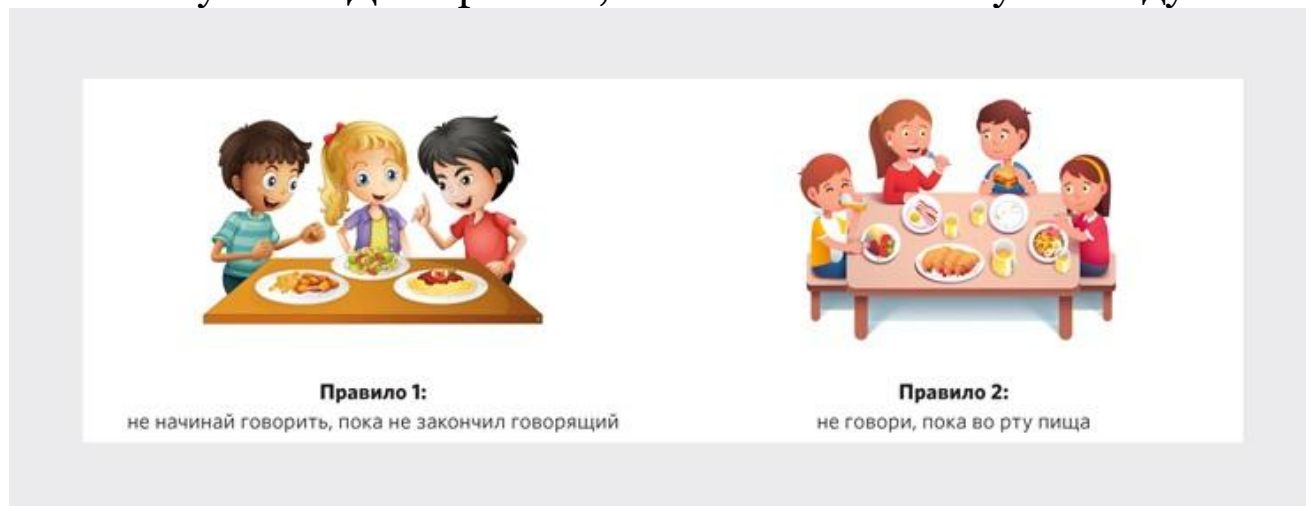 Правило 1:
не начинай говорить, пока не закончил говорящий
Правило 2:
не говори, пока во рту пища